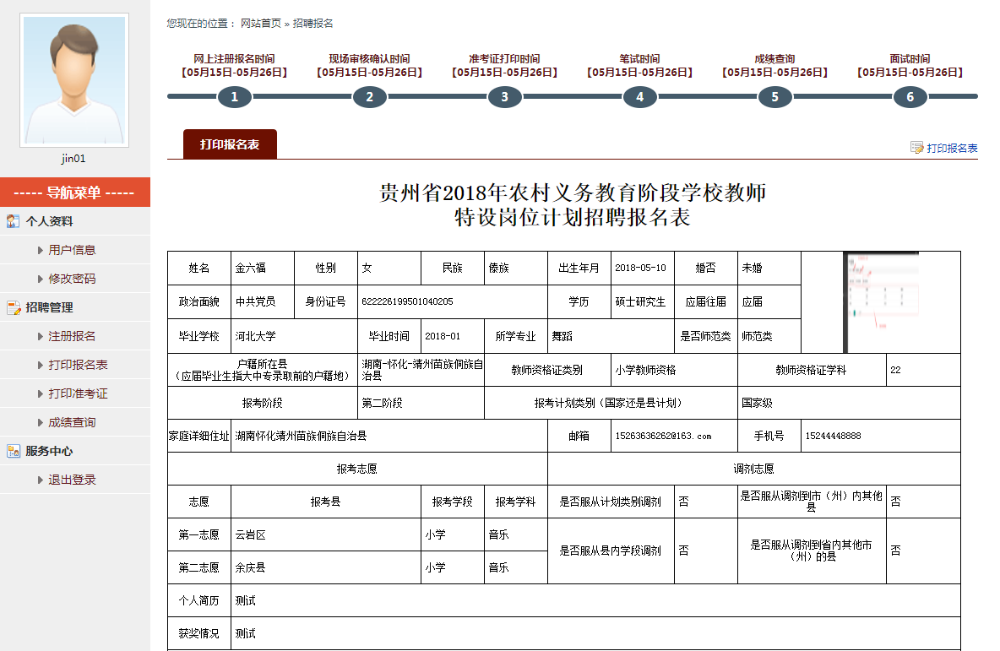 jin01
----- 导航菜单 -----
个人资料
用户信息
修改密码
招聘管理
注册报名
打印报名表
打印准考证
成绩查询
服务中心
退出登录
您现在的位置： 网站首页 » 招聘报名
网上注册报名时间 现场审核确认时间 准考证打印时间 笔试时间 成绩查询 面试时间
【05月15日-05月26日】 【05月15日-05月26日】 【05月15日-05月26日】 【05月15日-05月26日】 【05月15日-05月26日】 【05月15日-05月26日】
1 2 3 4 5 6
打印报名表 打印报名表
贵州省2018年农村义务教育阶段学校教师
特设岗位计划招聘报名表
姓名 金六福 性别 女 民族 傣族 出生年月 2018-05-10 婚否 未婚
政治面貌 中共党员 身份证号 622226199501040205 学历 硕士研究生 应届往届 应届
毕业学校 河北大学 毕业时间 2018-01 所学专业 舞蹈 是否师范类 师范类
户籍所在县
（应届毕业生指大中专录取前的户籍地）
湖南-怀化-靖州苗族侗族自
治县
教师资格证类别 小学教师资格 教师资格证学科 22
报考阶段 第二阶段 报考计划类别（国家还是县计划） 国家级
家庭详细住址 湖南怀化靖州苗族侗族自治县 邮箱 15263636262@163.com 手机号 15244448888
报考志愿 调剂志愿
志愿 报考县 报考学段 报考学科 是否服从计划类别调剂 否
是否服从调剂到市（州）内其他
县
否
第一志愿 云岩区 小学 音乐
是否服从县内学段调剂 否
是否服从调剂到省内其他市
（州）的县
否
第二志愿 余庆县 小学 音乐
个人简历 测试
获奖情况 测试